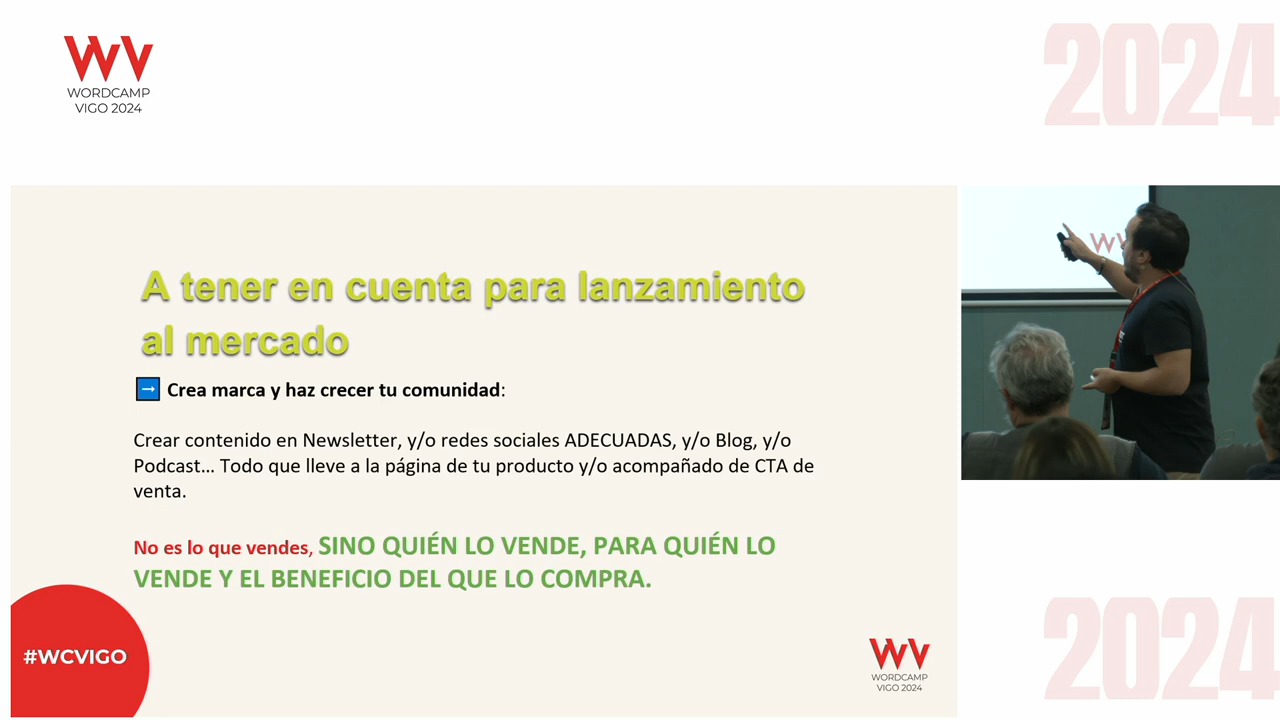 WORDCAMP
VIGO 2024
2024
A tener en cuenta para lanzamiento
al mercado
→ Crea marca y haz crecer tu comunidad:
Crear contenido en Newsletter, y/o redes sociales ADECUADAS, y/o Blog, y/o
Podcast... Todo que lleve a la página de tu producto y/o acompañado de CTA de
venta.
No es lo que vendes, SINO QUIÉN LO VENDE, PARA QUIÉN LO
VENDE Y EL BENEFICIO DEL QUE LO COMPRA.
#WCVIGO
WORDCAMP
VIGO 2024
2024